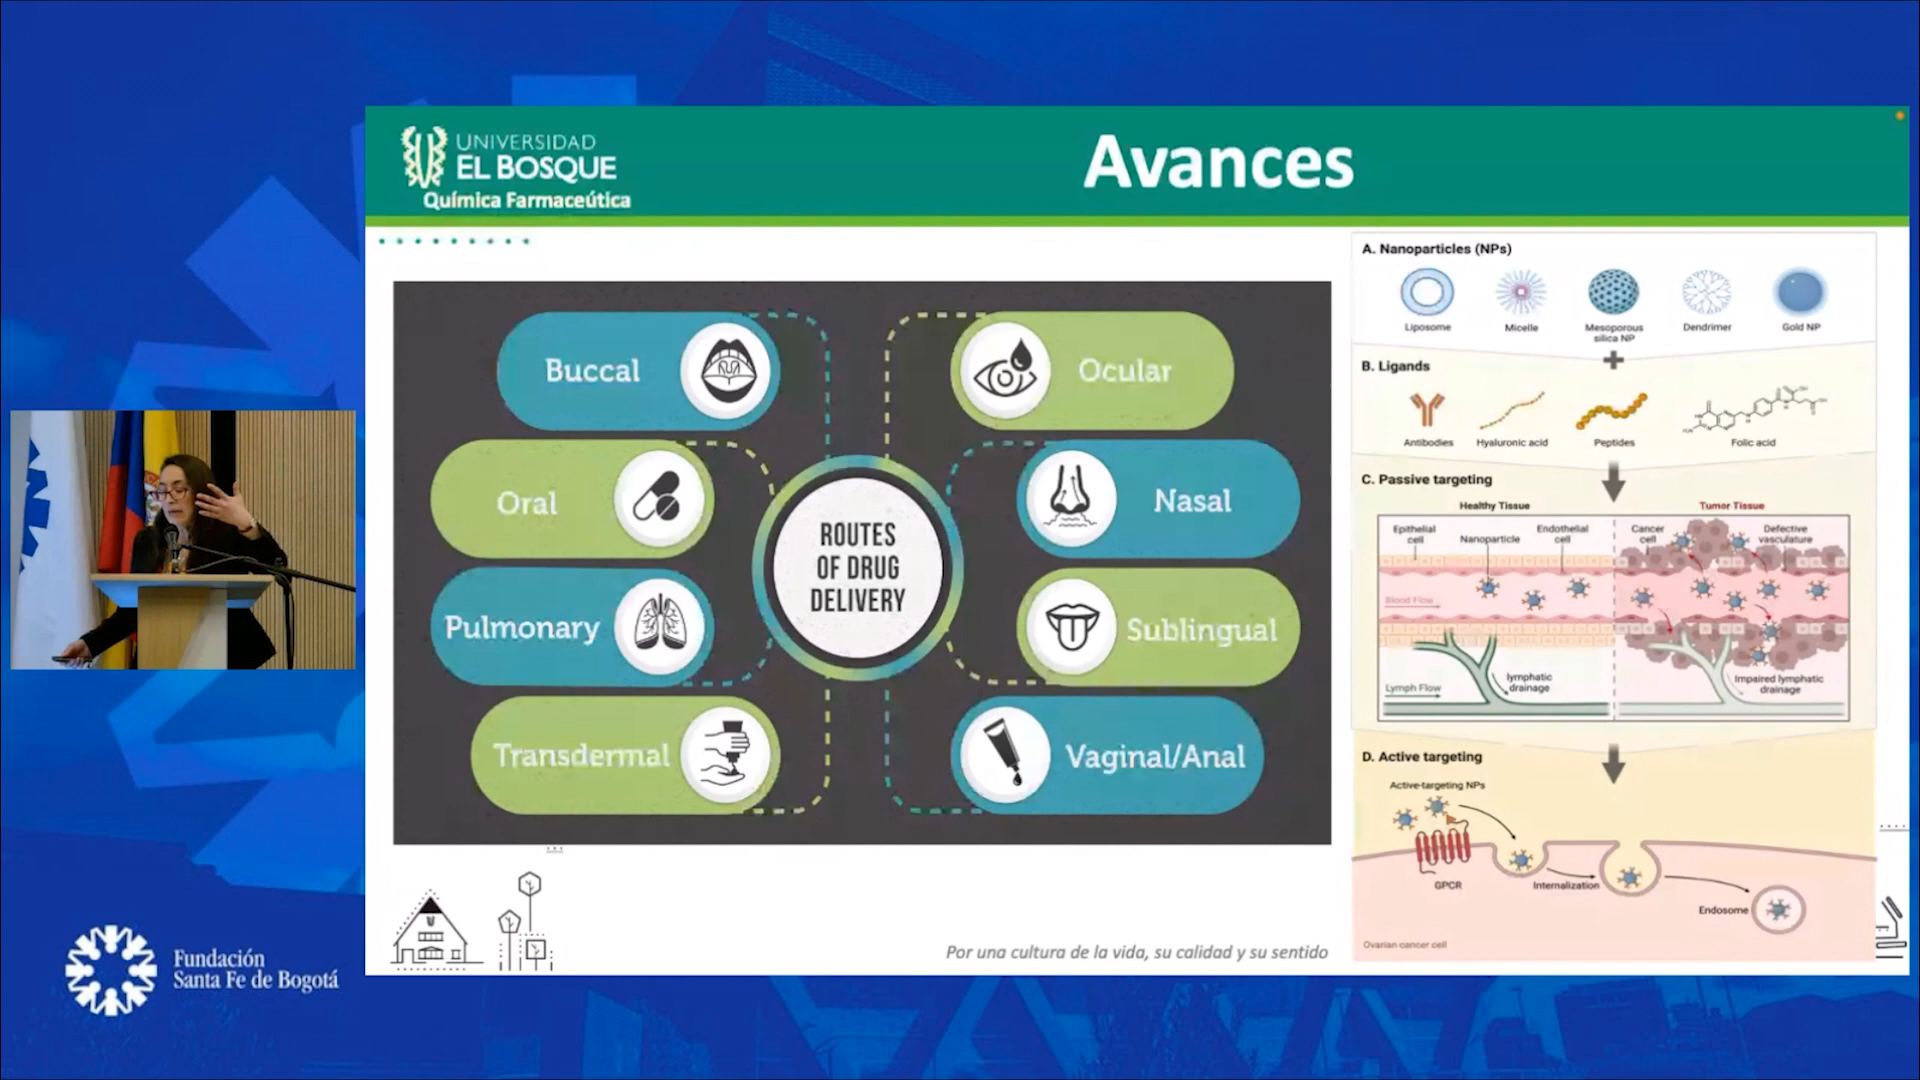 UNIVERSIDAD
EL BOSQUE
Química Farmaceútica
Avances
Buccal
Oral
Pulmonary
Transdermal
ROUTES
OF DRUG
DELIVERY
Ocular
Nasal
Sublingual
Vaginal/Anal
A. Nanoparticles (NPs)
Liposome
Micelle
Mesoporous
silica NP
Dendrimer
Gold NP
B. Ligands
Antibodies
Hyaluronic acid
Peptides
Folic acid
C. Passive targeting
Healthy Tissue
Tumor Tissue
Epithelial
cell
Nanoparticle
Endothelial
cell
Cancer
cell
Defective
vasculature
Blood Flow
lymphatic
drainage
Lymph Flow
Impaired lymphatic
drainage
D. Active targeting
Active-targeting NPs
GPCR
Internalization
Endosome
Ovarian cancer cell
Por una cultura de la vida, su calidad y su sentido
Fundación
Santa Fe de Bogotá